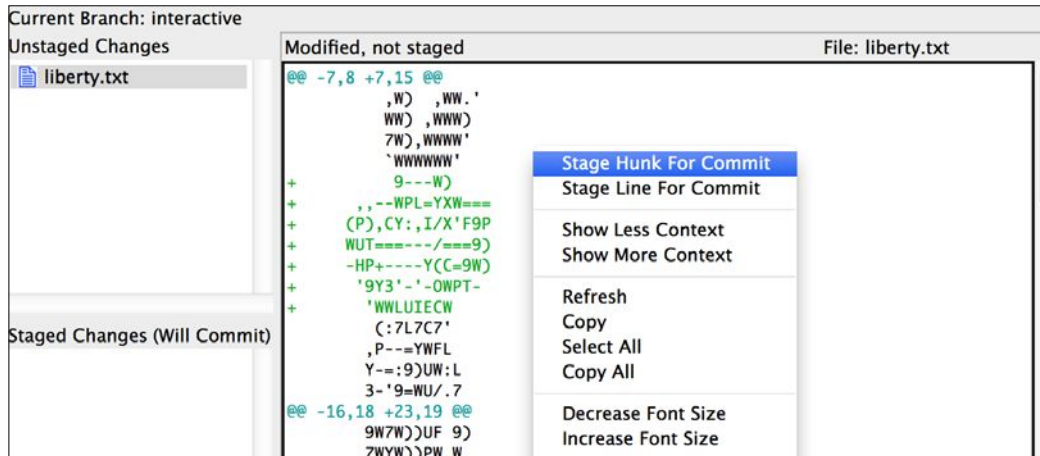 Current Branch: interactive
Unstaged Changes
liberty.txt
Staged Changes (Will Commit)
Modified, not staged File: liberty.txt
@@ -7,8 +7,15 @@
,W) ,WW.'
WW) ,WWW)
7W),WWWW'
`WWWWWW'
+ 9---W)
+ ,,--WPL=YXW===
+ (P),CY:,I/X'F9P
+ WUT===---/===9)
+ -HP+----Y(C=9W)
+ '9Y3'-'-OWPT-
+ 'WWLUIECW
(:7L7C7'
,P--=YWFL
Y-=:9)UW:L
3-'9=WU/.7
@@ -16,18 +23,19 @@
9W7W))UF 9)
7WYW))PW W
Stage Hunk For Commit
Stage Line For Commit
Show Less Context
Show More Context
Refresh
Copy
Select All
Copy All
Decrease Font Size
Increase Font Size